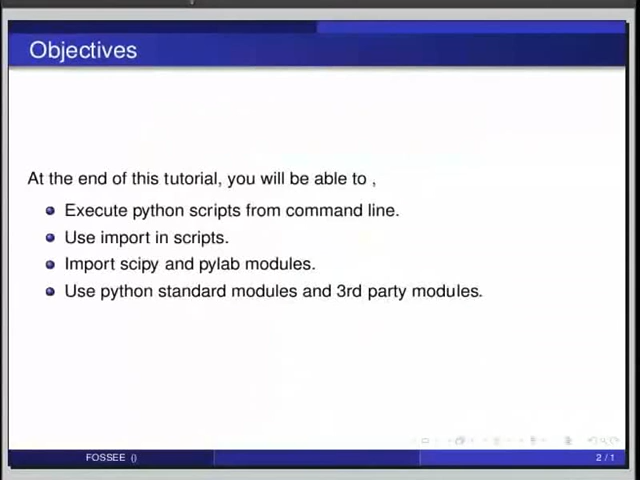 Objectives
At the end of this tutorial, you will be able to ,
Execute python scripts from command line.
Use import in scripts.
Import scipy and pylab modules.
Use python standard modules and 3rd party modules.
FOSSEE ()
2 / 1